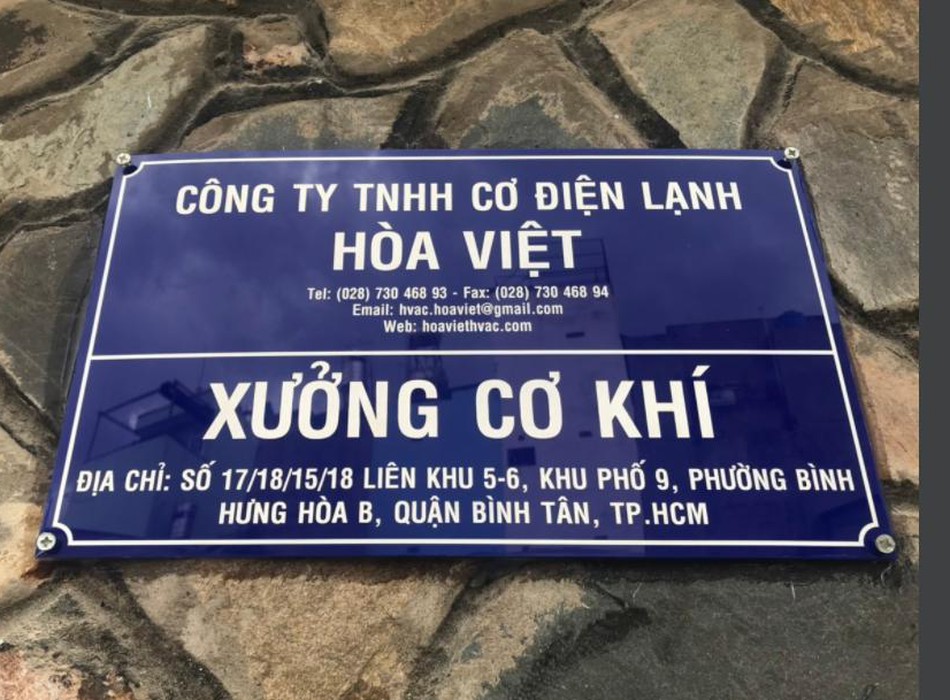 CÔNG TY TNHH CƠ ĐIỆN LẠNH
HÒA VIỆT
Tel: (028) 730 468 93 - Fax: (028) 730 468 94
Email: hvac.hoaviet@gmail.com
Web: hoaviethvac.com
XƯỞNG CƠ KHÍ
ĐỊA CHỈ: SỐ 17/18/15/18 LIÊN KHU 5-6, KHU PHỐ 9, PHƯỜNG BÌNH
HƯNG HÒA B, QUẬN BÌNH TÂN, TP.HCM